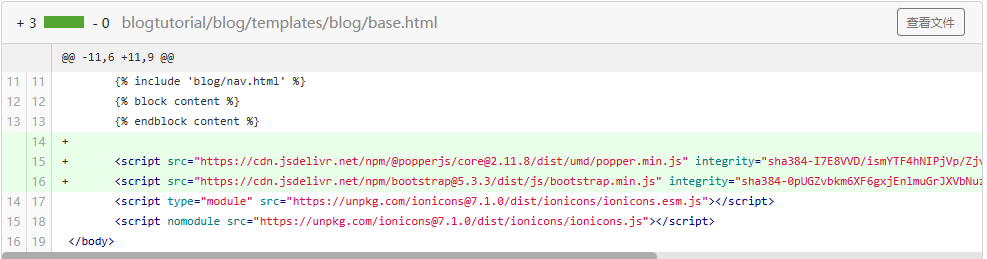 + 3 - 0 blogtutorial/blog/templates/blog/base.html 查看文件
@@ -11,6 +11,9 @@
11 11 {% include 'blog/nav.html' %}
12 12 {% block content %}
13 13 {% endblock content %}
14 +
15 + <script src="https://cdn.jsdelivr.net/npm/@popperjs/core@2.11.8/dist/umd/popper.min.js" integrity="sha384-I7E8VVD/ismYTF4hNIPjVp/Zjv
16 + <script src="https://cdn.jsdelivr.net/npm/bootstrap@5.3.3/dist/js/bootstrap.min.js" integrity="sha384-0pUGZvbkm6XF6gxjEnlmuGrJXVbNuz
14 17 <script type="module" src="https://unpkg.com/ionicons@7.1.0/dist/ionicons/ionicons.esm.js"></script>
15 18 <script nomodule src="https://unpkg.com/ionicons@7.1.0/dist/ionicons/ionicons.js"></script>
16 19 </body>